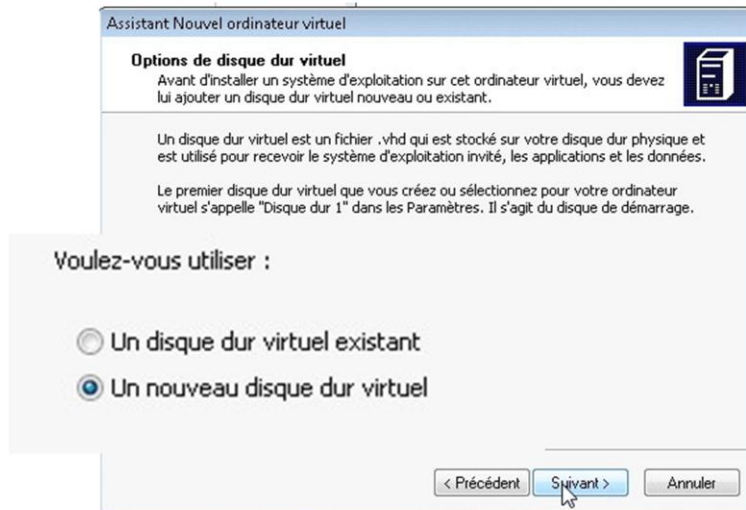 Assistant Nouvel ordinateur virtuel
Options de disque dur virtuel
Avant d'installer un système d'exploitation sur cet ordinateur virtuel, vous devez
lui ajouter un disque dur virtuel nouveau ou existant.
Un disque dur virtuel est un fichier .vhd qui est stocké sur votre disque dur physique et
est utilisé pour recevoir le système d'exploitation invité, les applications et les données.
Le premier disque dur virtuel que vous créez ou sélectionnez pour votre ordinateur
virtuel s'appelle "Disque dur 1" dans les Paramètres. Il s'agit du disque de démarrage.
Voulez-vous utiliser :
Un disque dur virtuel existant
Un nouveau disque dur virtuel
< Précédent Suivant > Annuler